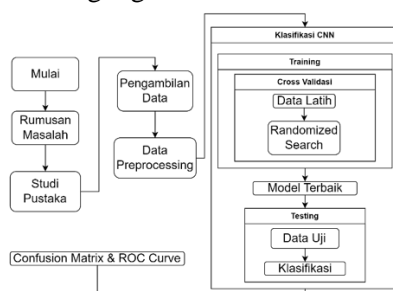 Mulai
Rumusan
Masalah
Studi
Pustaka
Pengambilan
Data
Data
Preprocessing
Klasifikasi CNN
Training
Cross Validasi
Data Latih
Randomized
Search
Model Terbaik
Testing
Data Uji
Klasifikasi
Confusion Matrix & ROC Curve